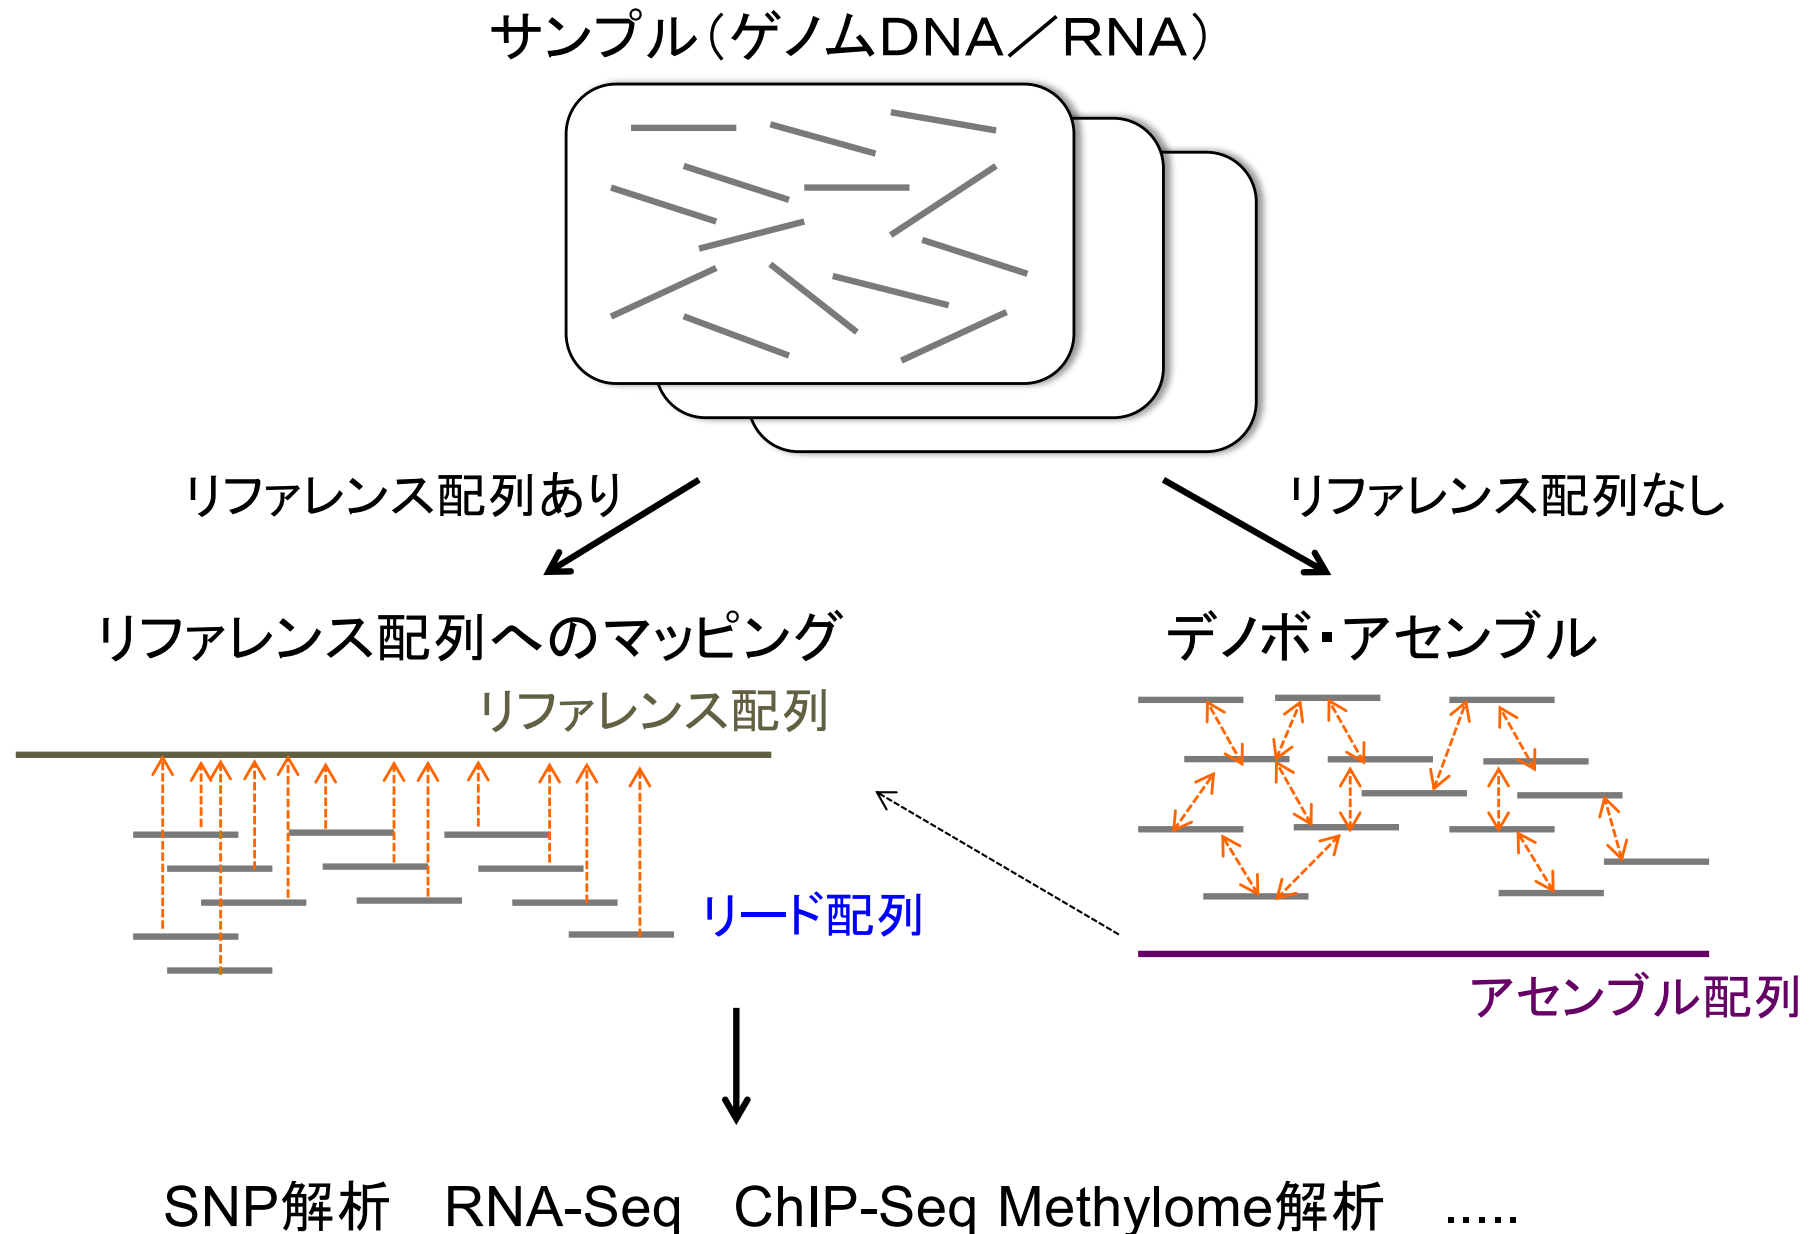 サンプル（ゲノムDNA／RNA）
リファレンス配列あり
リファレンス配列なし
リファレンス配列へのマッピング
デノボ・アセンブル
リファレンス配列
リード配列
アセンブル配列
SNP解析 RNA-Seq ChIP-Seq Methylome解析 .....